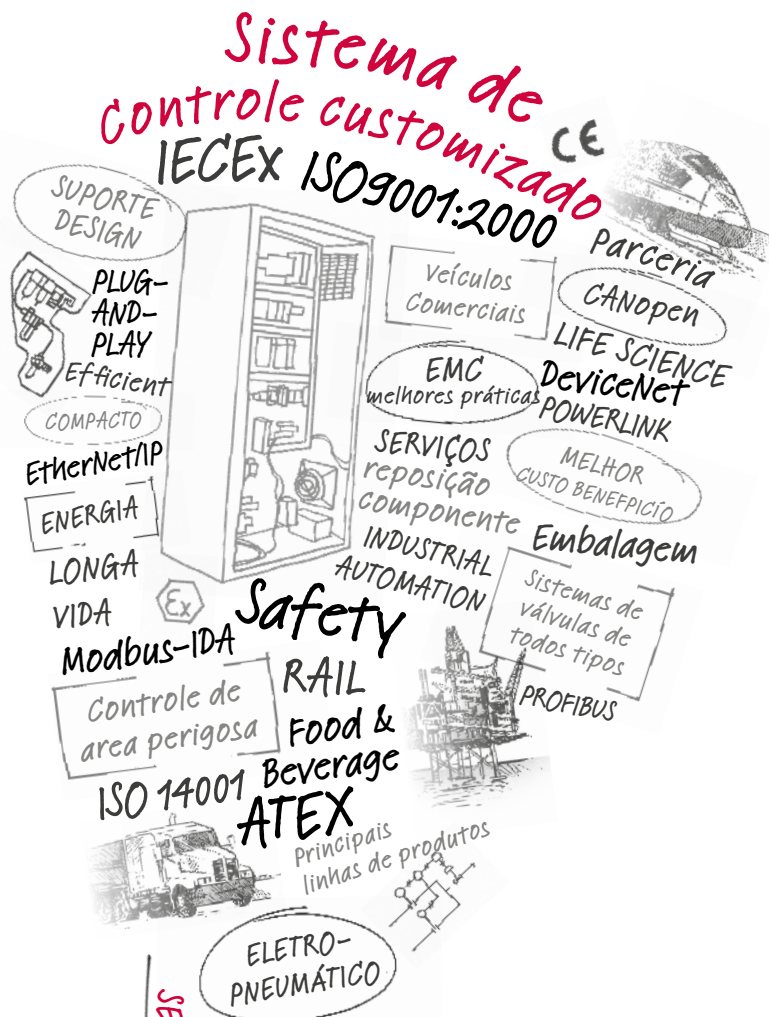 Sistema de
Controle customizado
CE
IECEx
ISO9001:2000
SUPORTE
DESIGN
Parceria
PLUG-
AND-
PLAY
Veículos
Comerciais
CANopen
LIFE SCIENCE
Efficient
EMC
melhores práticas
DeviceNet
POWERLINK
COMPACTO
EtherNet/IP
SERVIÇOS
reposição
componente
MELHOR
CUSTO BENEFPICÍO
ENERGIA
INDUSTRIAL
AUTOMATION
Embalagem
LONGA
VIDA
Ex
Safety
Sistemas de
válvulas de
todos tipos
Modbus-IDA
RAIL
PROFIBUS
Controle de
area perigosa
Food &
Beverage
ISO 14001
ATEX
Principais
linhas de produtos
ELETRO-
PNEUMÁTICO
SE